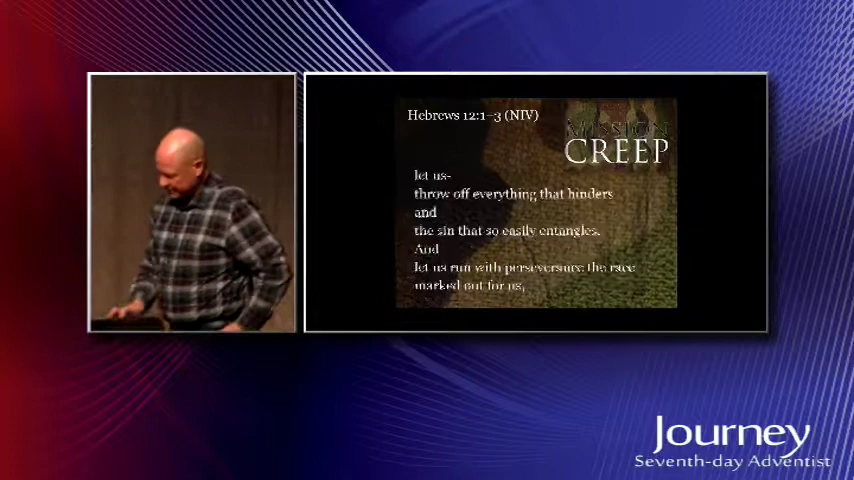 Hebrews 12:1–3 (NIV)
MISSION
CREEP
let us-
throw off everything that hinders
and
the sin that so easily entangles.
And
let us run with perseverance the race
marked out for us,
Journey
Seventh-day Adventist